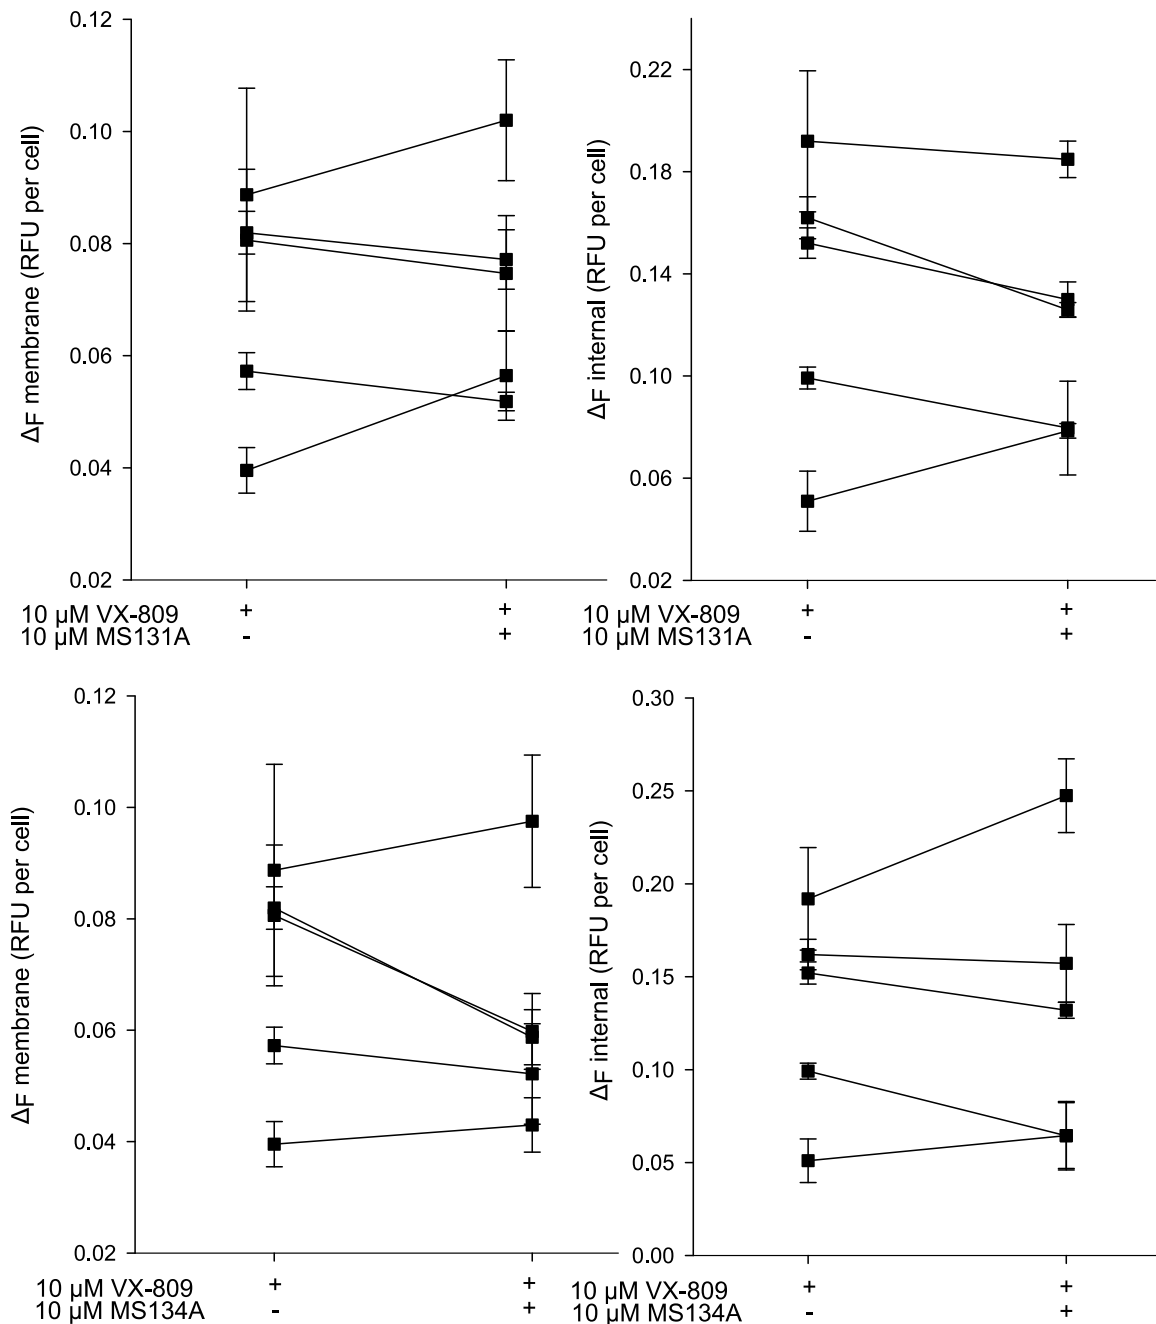 0.12
0.10
0.08
0.06
0.04
0.02
ΔF membrane (RFU per cell)
10 µM VX-809 + +
10 µM MS131A - +
0.22
0.18
0.14
0.10
0.06
0.02
ΔF internal (RFU per cell)
10 µM VX-809 + +
10 µM MS131A - +
0.12
0.10
0.08
0.06
0.04
0.02
ΔF membrane (RFU per cell)
10 µM VX-809 + +
10 µM MS134A - +
0.30
0.25
0.20
0.15
0.10
0.05
0.00
ΔF internal (RFU per cell)
10 µM VX-809 + +
10 µM MS134A - +